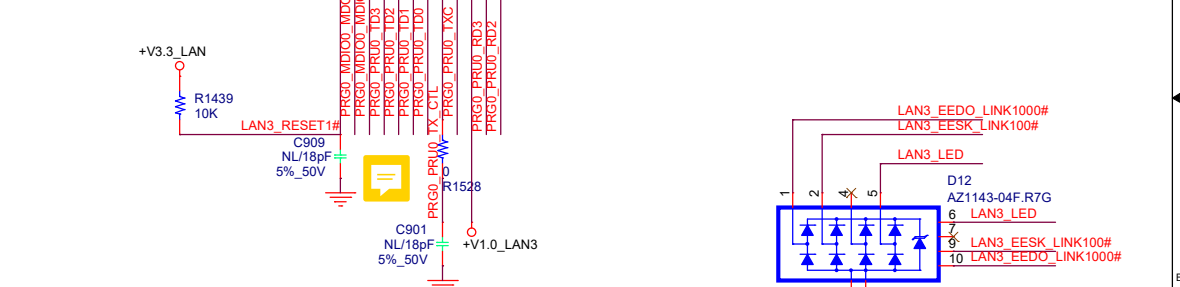 PRG0_MDIO0_MDC
PRG0_MDIO0_MDI
PRG0_PRU0_TD3
PRG0_PRU0_TD2
PRG0_PRU0_TD1
PRG0_PRU0_TD0
PRG0_PRU0_TX_CTL
PRG0_PRU0_TXC
PRG0_PRU0_RD3
PRG0_PRU0_RD2
+V3.3_LAN
R1439
10K
LAN3_RESET1#
C909
NL/18pF
5%_50V
0
R1528
C901
NL/18pF
5%_50V
+V1.0_LAN3
LAN3_EEDO_LINK1000#
LAN3_EESK_LINK100#
LAN3_LED
D12
AZ1143-04F.R7G
1
2
4
5
6 LAN3_LED
7
9 LAN3_EESK_LINK100#
10 LAN3_EEDO_LINK1000#